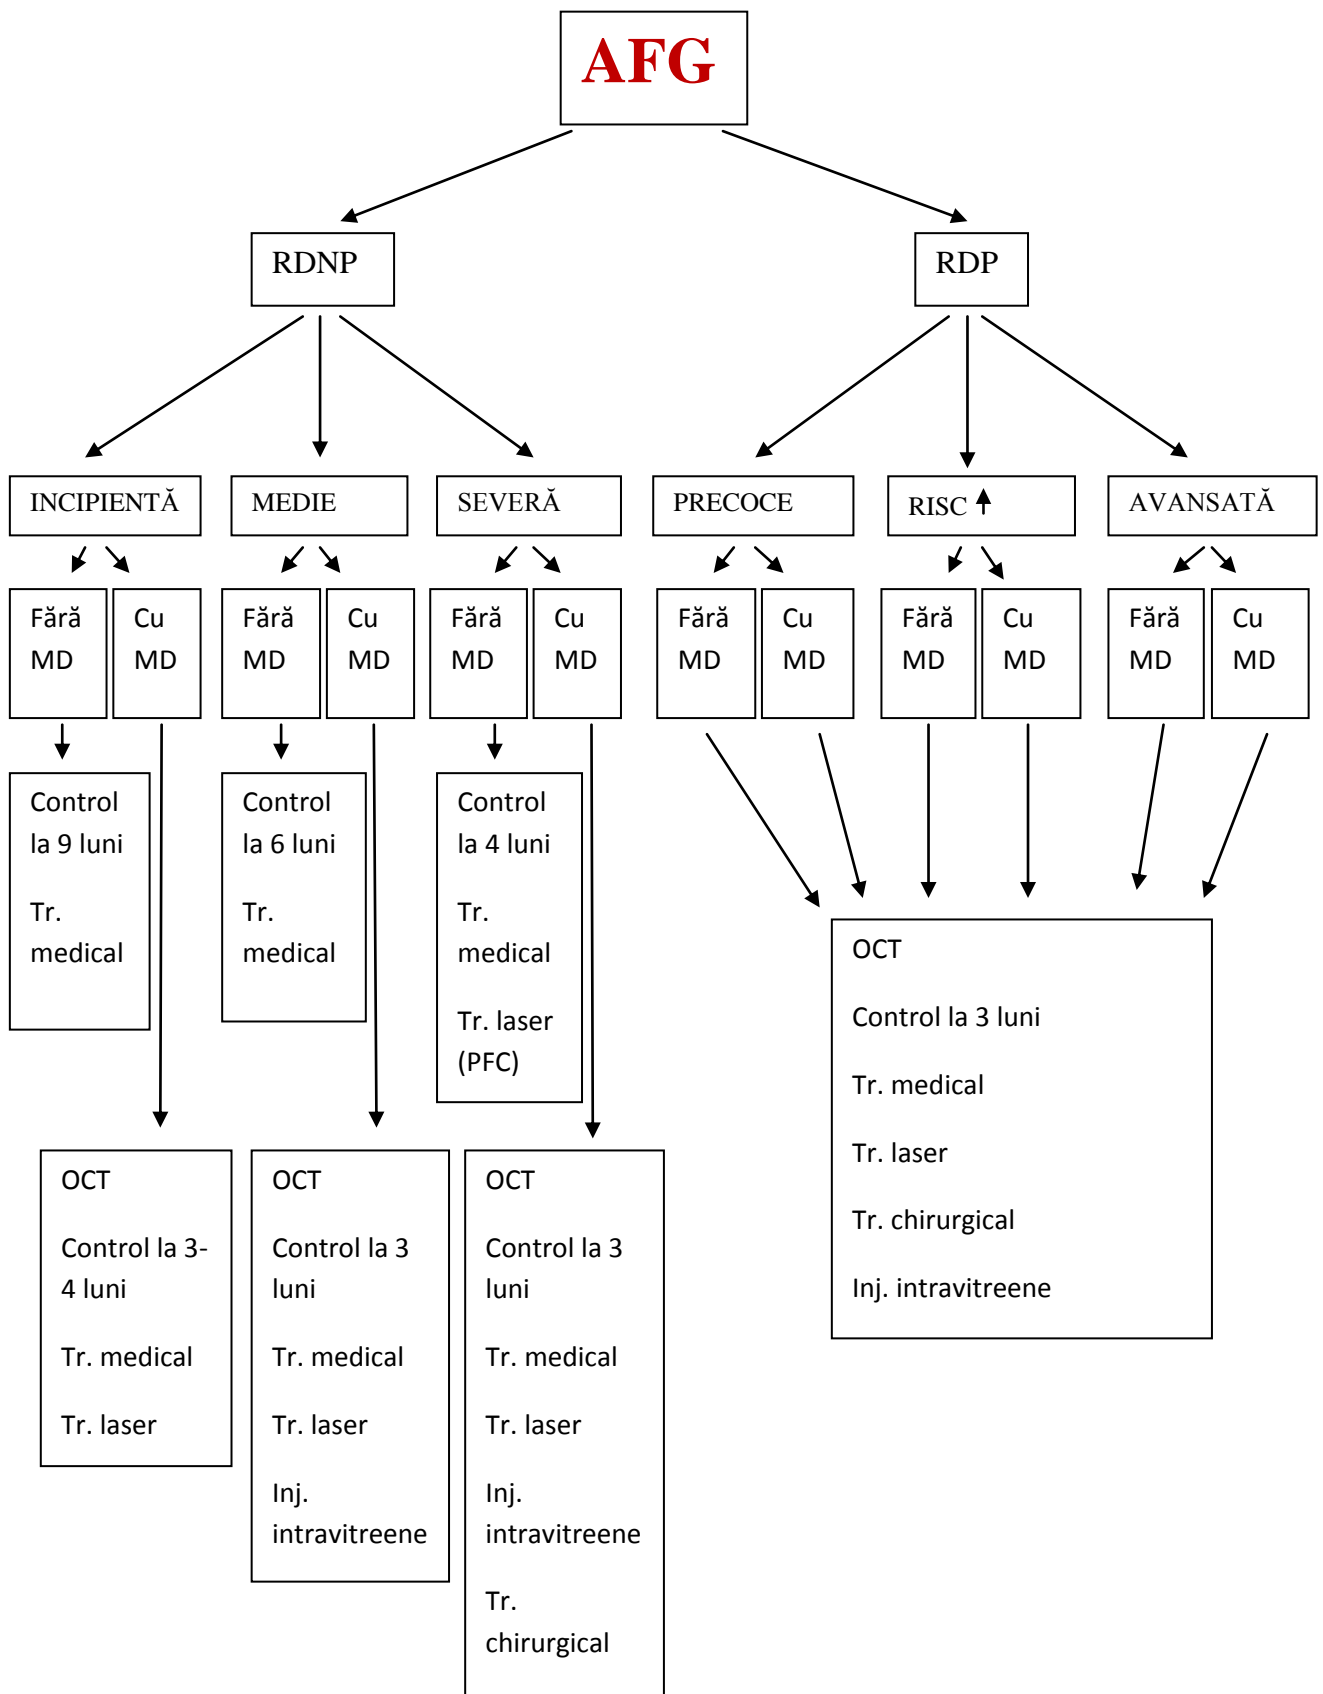 AFG
RDNP
RDP
INCIPIENTĂ
MEDIE
SEVERĂ
PRECOCE
RISC
AVANSATĂ
Fără
MD
Cu
MD
Fără
MD
Cu
MD
Fără
MD
Cu
MD
Fără
MD
Cu
MD
Fără
MD
Cu
MD
Fără
MD
Cu
MD
Control
la 9 luni
Tr.
medical
Control
la 6 luni
Tr.
medical
Control
la 4 luni
Tr.
medical
Tr. laser
(PFC)
OCT
Control la 3 luni
Tr. medical
Tr. laser
Tr. chirurgical
Inj. intravitreene
OCT
Control la 3-
4 luni
Tr. medical
Tr. laser
OCT
Control la 3
luni
Tr. medical
Tr. laser
Inj.
intravitreene
OCT
Control la 3
luni
Tr. medical
Tr. laser
Inj.
intravitreene
Tr.
chirurgical